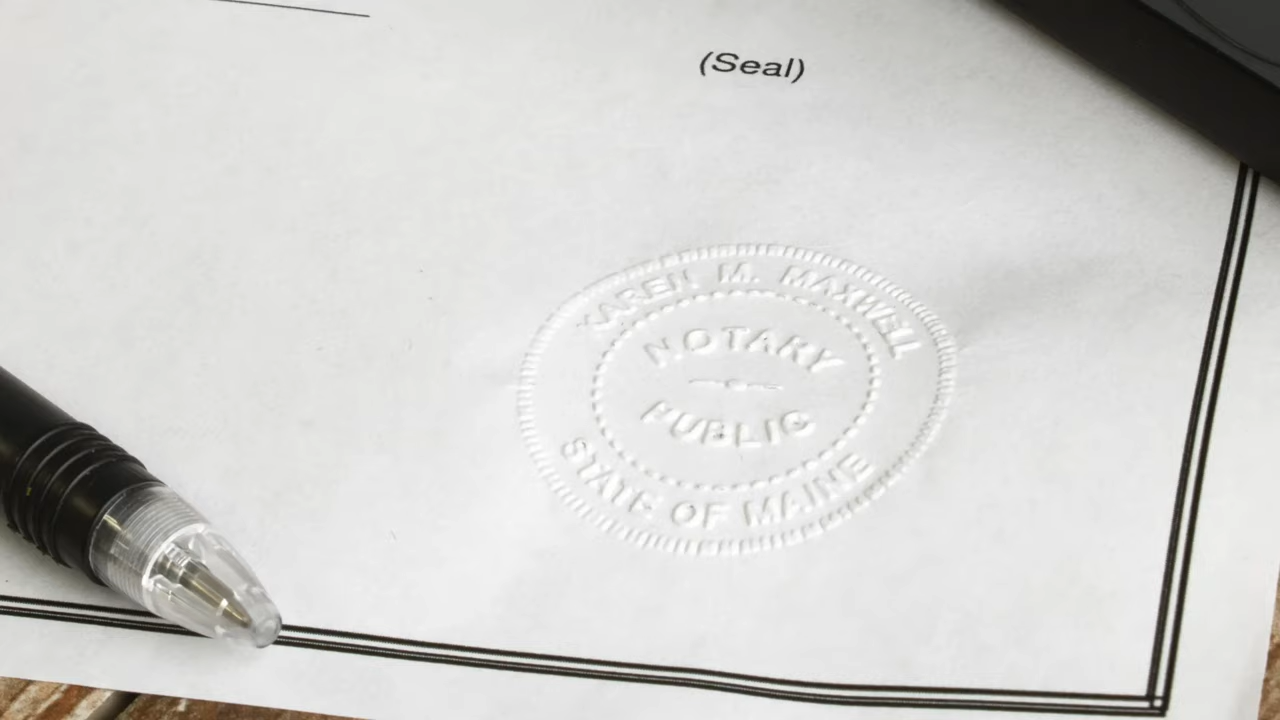 (Seal)
KAREN M. MAXWELL
NOTARY
PUBLIC
STATE OF MAINE